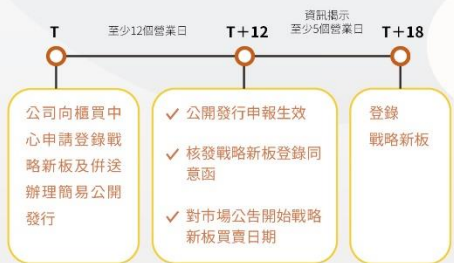 資訊揭示
T
至少12個營業日
T+12
至少5個營業日
T+18
公司向櫃買中
心申請登錄戰
略新板及併送
辦理簡易公開
發行
✓ 公開發行申報生效
✓ 核發戰略新板登錄同
意函
✓ 對市場公告開始戰略
新板買賣日期
登錄
戰略新板